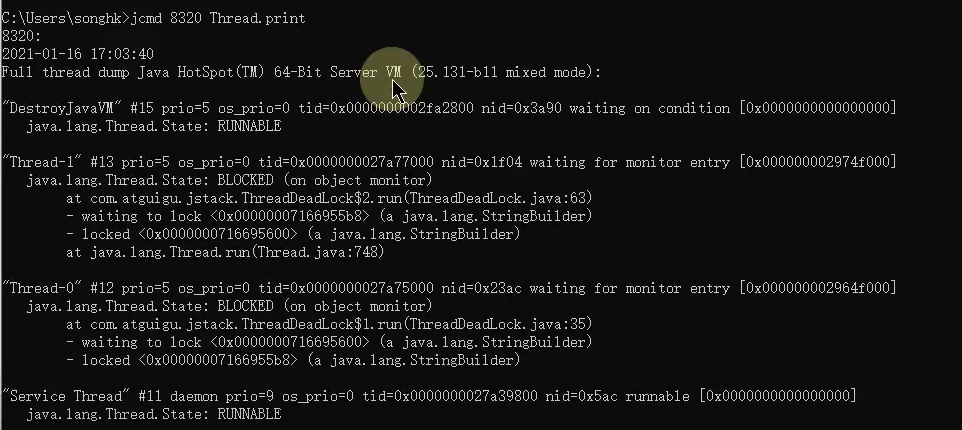 C:\Users\songhk>jcmd 8320 Thread.print
8320:
2021-01-16 17:03:40
Full thread dump Java HotSpot(TM) 64-Bit Server VM (25.131-b11 mixed mode):
"DestroyJavaVM" #15 prio=5 os_prio=0 tid=0x0000000002fa2800 nid=0x3a90 waiting on condition [0x0000000000000000]
java.lang.Thread.State: RUNNABLE
"Thread-1" #13 prio=5 os_prio=0 tid=0x0000000027a77000 nid=0x1f04 waiting for monitor entry [0x000000002974f000]
java.lang.Thread.State: BLOCKED (on object monitor)
at com.atguigu.jstack.ThreadDeadLock$2.run(ThreadDeadLock.java:63)
- waiting to lock <0x00000007166955b8> (a java.lang.StringBuilder)
- locked <0x0000000716695600> (a java.lang.StringBuilder)
at java.lang.Thread.run(Thread.java:748)
"Thread-0" #12 prio=5 os_prio=0 tid=0x0000000027a75000 nid=0x23ac waiting for monitor entry [0x000000002964f000]
java.lang.Thread.State: BLOCKED (on object monitor)
at com.atguigu.jstack.ThreadDeadLock$1.run(ThreadDeadLock.java:35)
- waiting to lock <0x0000000716695600> (a java.lang.StringBuilder)
- locked <0x00000007166955b8> (a java.lang.StringBuilder)
"Service Thread" #11 daemon prio=9 os_prio=0 tid=0x0000000027a39800 nid=0x5ac runnable [0x0000000000000000]
java.lang.Thread.State: RUNNABLE